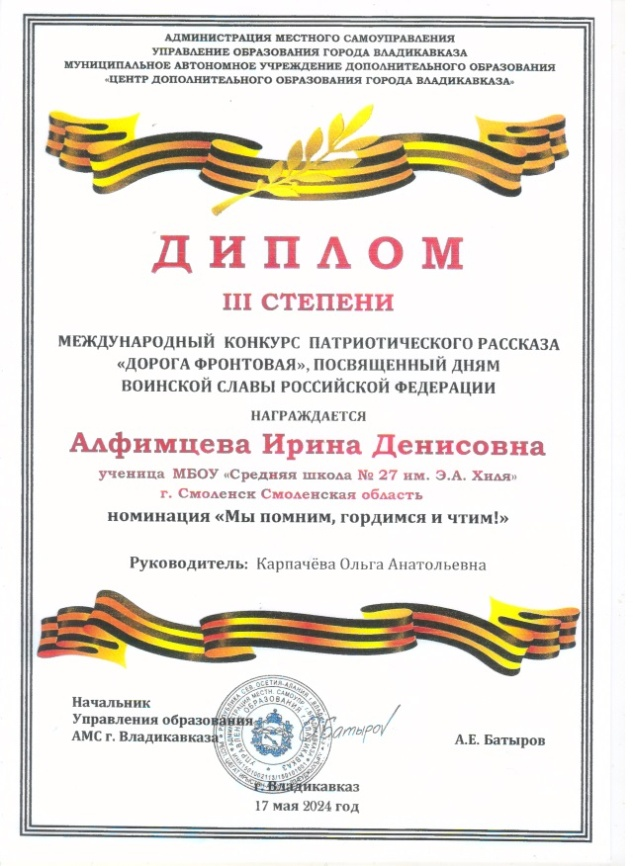 АДМИНИСТРАЦИЯ МЕСТНОГО САМОУПРАВЛЕНИЯ
УПРАВЛЕНИЕ ОБРАЗОВАНИЯ ГОРОДА ВЛАДИКАВКАЗА
МУНИЦИПАЛЬНОЕ АВТОНОМНОЕ УЧРЕЖДЕНИЕ ДОПОЛНИТЕЛЬНОГО ОБРАЗОВАНИЯ
«ЦЕНТР ДОПОЛНИТЕЛЬНОГО ОБРАЗОВАНИЯ ГОРОДА ВЛАДИКАВКАЗА»
ДИПЛОМ
III СТЕПЕНИ
МЕЖДУНАРОДНЫЙ КОНКУРС ПАТРИОТИЧЕСКОГО РАССКАЗА
«ДОРОГА ФРОНТОВАЯ», ПОСВЯЩЕННЫЙ ДНЯМ
ВОИНСКОЙ СЛАВЫ РОССИЙСКОЙ ФЕДЕРАЦИИ
НАГРАЖДАЕТСЯ
Алфимцева Ирина Денисовна
ученица МБОУ «Средняя школа № 27 им. Э.А. Хиля»
г. Смоленск Смоленская область
номинация «Мы помним, гордимся и чтим!»
Руководитель: Карпачёва Ольга Анатольевна
Начальник
Управления образования
АМС г. Владикавказа
Батыров
А.Е. Батыров
г. Владикавказ
17 мая 2024 год